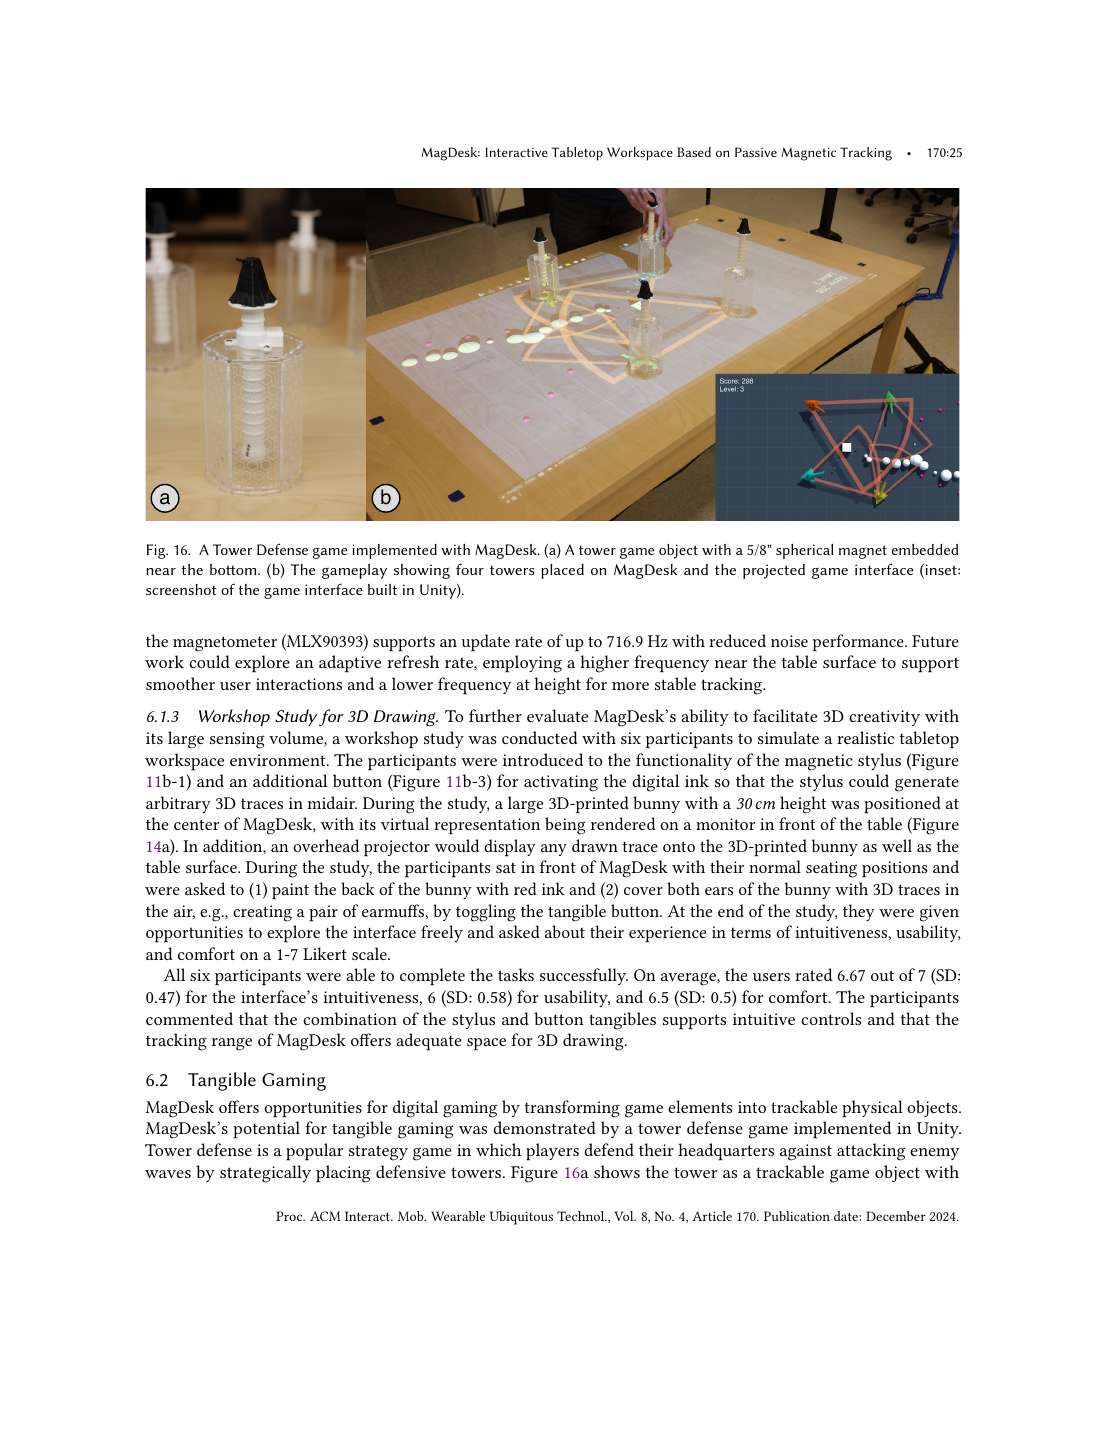 MagDesk: Interactive Tabletop Workspace Based on Passive Magnetic Tracking • 170:25
Score: 298
Level: 3
a
b
Fig. 16. A Tower Defense game implemented with MagDesk. (a) A tower game object with a 5/8" spherical magnet embedded
near the bottom. (b) The gameplay showing four towers placed on MagDesk and the projected game interface (inset:
screenshot of the game interface built in Unity).
the magnetometer (MLX90393) supports an update rate of up to 716.9 Hz with reduced noise performance. Future
work could explore an adaptive refresh rate, employing a higher frequency near the table surface to support
smoother user interactions and a lower frequency at height for more stable tracking.
6.1.3 Workshop Study for 3D Drawing. To further evaluate MagDesk's ability to facilitate 3D creativity with
its large sensing volume, a workshop study was conducted with six participants to simulate a realistic tabletop
workspace environment. The participants were introduced to the functionality of the magnetic stylus (Figure
11b-1) and an additional button (Figure 11b-3) for activating the digital ink so that the stylus could generate
arbitrary 3D traces in midair. During the study, a large 3D-printed bunny with a 30 cm height was positioned at
the center of MagDesk, with its virtual representation being rendered on a monitor in front of the table (Figure
14a). In addition, an overhead projector would display any drawn trace onto the 3D-printed bunny as well as the
table surface. During the study, the participants sat in front of MagDesk with their normal seating positions and
were asked to (1) paint the back of the bunny with red ink and (2) cover both ears of the bunny with 3D traces in
the air, e.g., creating a pair of earmuffs, by toggling the tangible button. At the end of the study, they were given
opportunities to explore the interface freely and asked about their experience in terms of intuitiveness, usability,
and comfort on a 1-7 Likert scale.
All six participants were able to complete the tasks successfully. On average, the users rated 6.67 out of 7 (SD:
0.47) for the interface's intuitiveness, 6 (SD: 0.58) for usability, and 6.5 (SD: 0.5) for comfort. The participants
commented that the combination of the stylus and button tangibles supports intuitive controls and that the
tracking range of MagDesk offers adequate space for 3D drawing.
6.2 Tangible Gaming
MagDesk offers opportunities for digital gaming by transforming game elements into trackable physical objects.
MagDesk's potential for tangible gaming was demonstrated by a tower defense game implemented in Unity.
Tower defense is a popular strategy game in which players defend their headquarters against attacking enemy
waves by strategically placing defensive towers. Figure 16a shows the tower as a trackable game object with
Proc. ACM Interact. Mob. Wearable Ubiquitous Technol., Vol. 8, No. 4, Article 170. Publication date: December 2024.